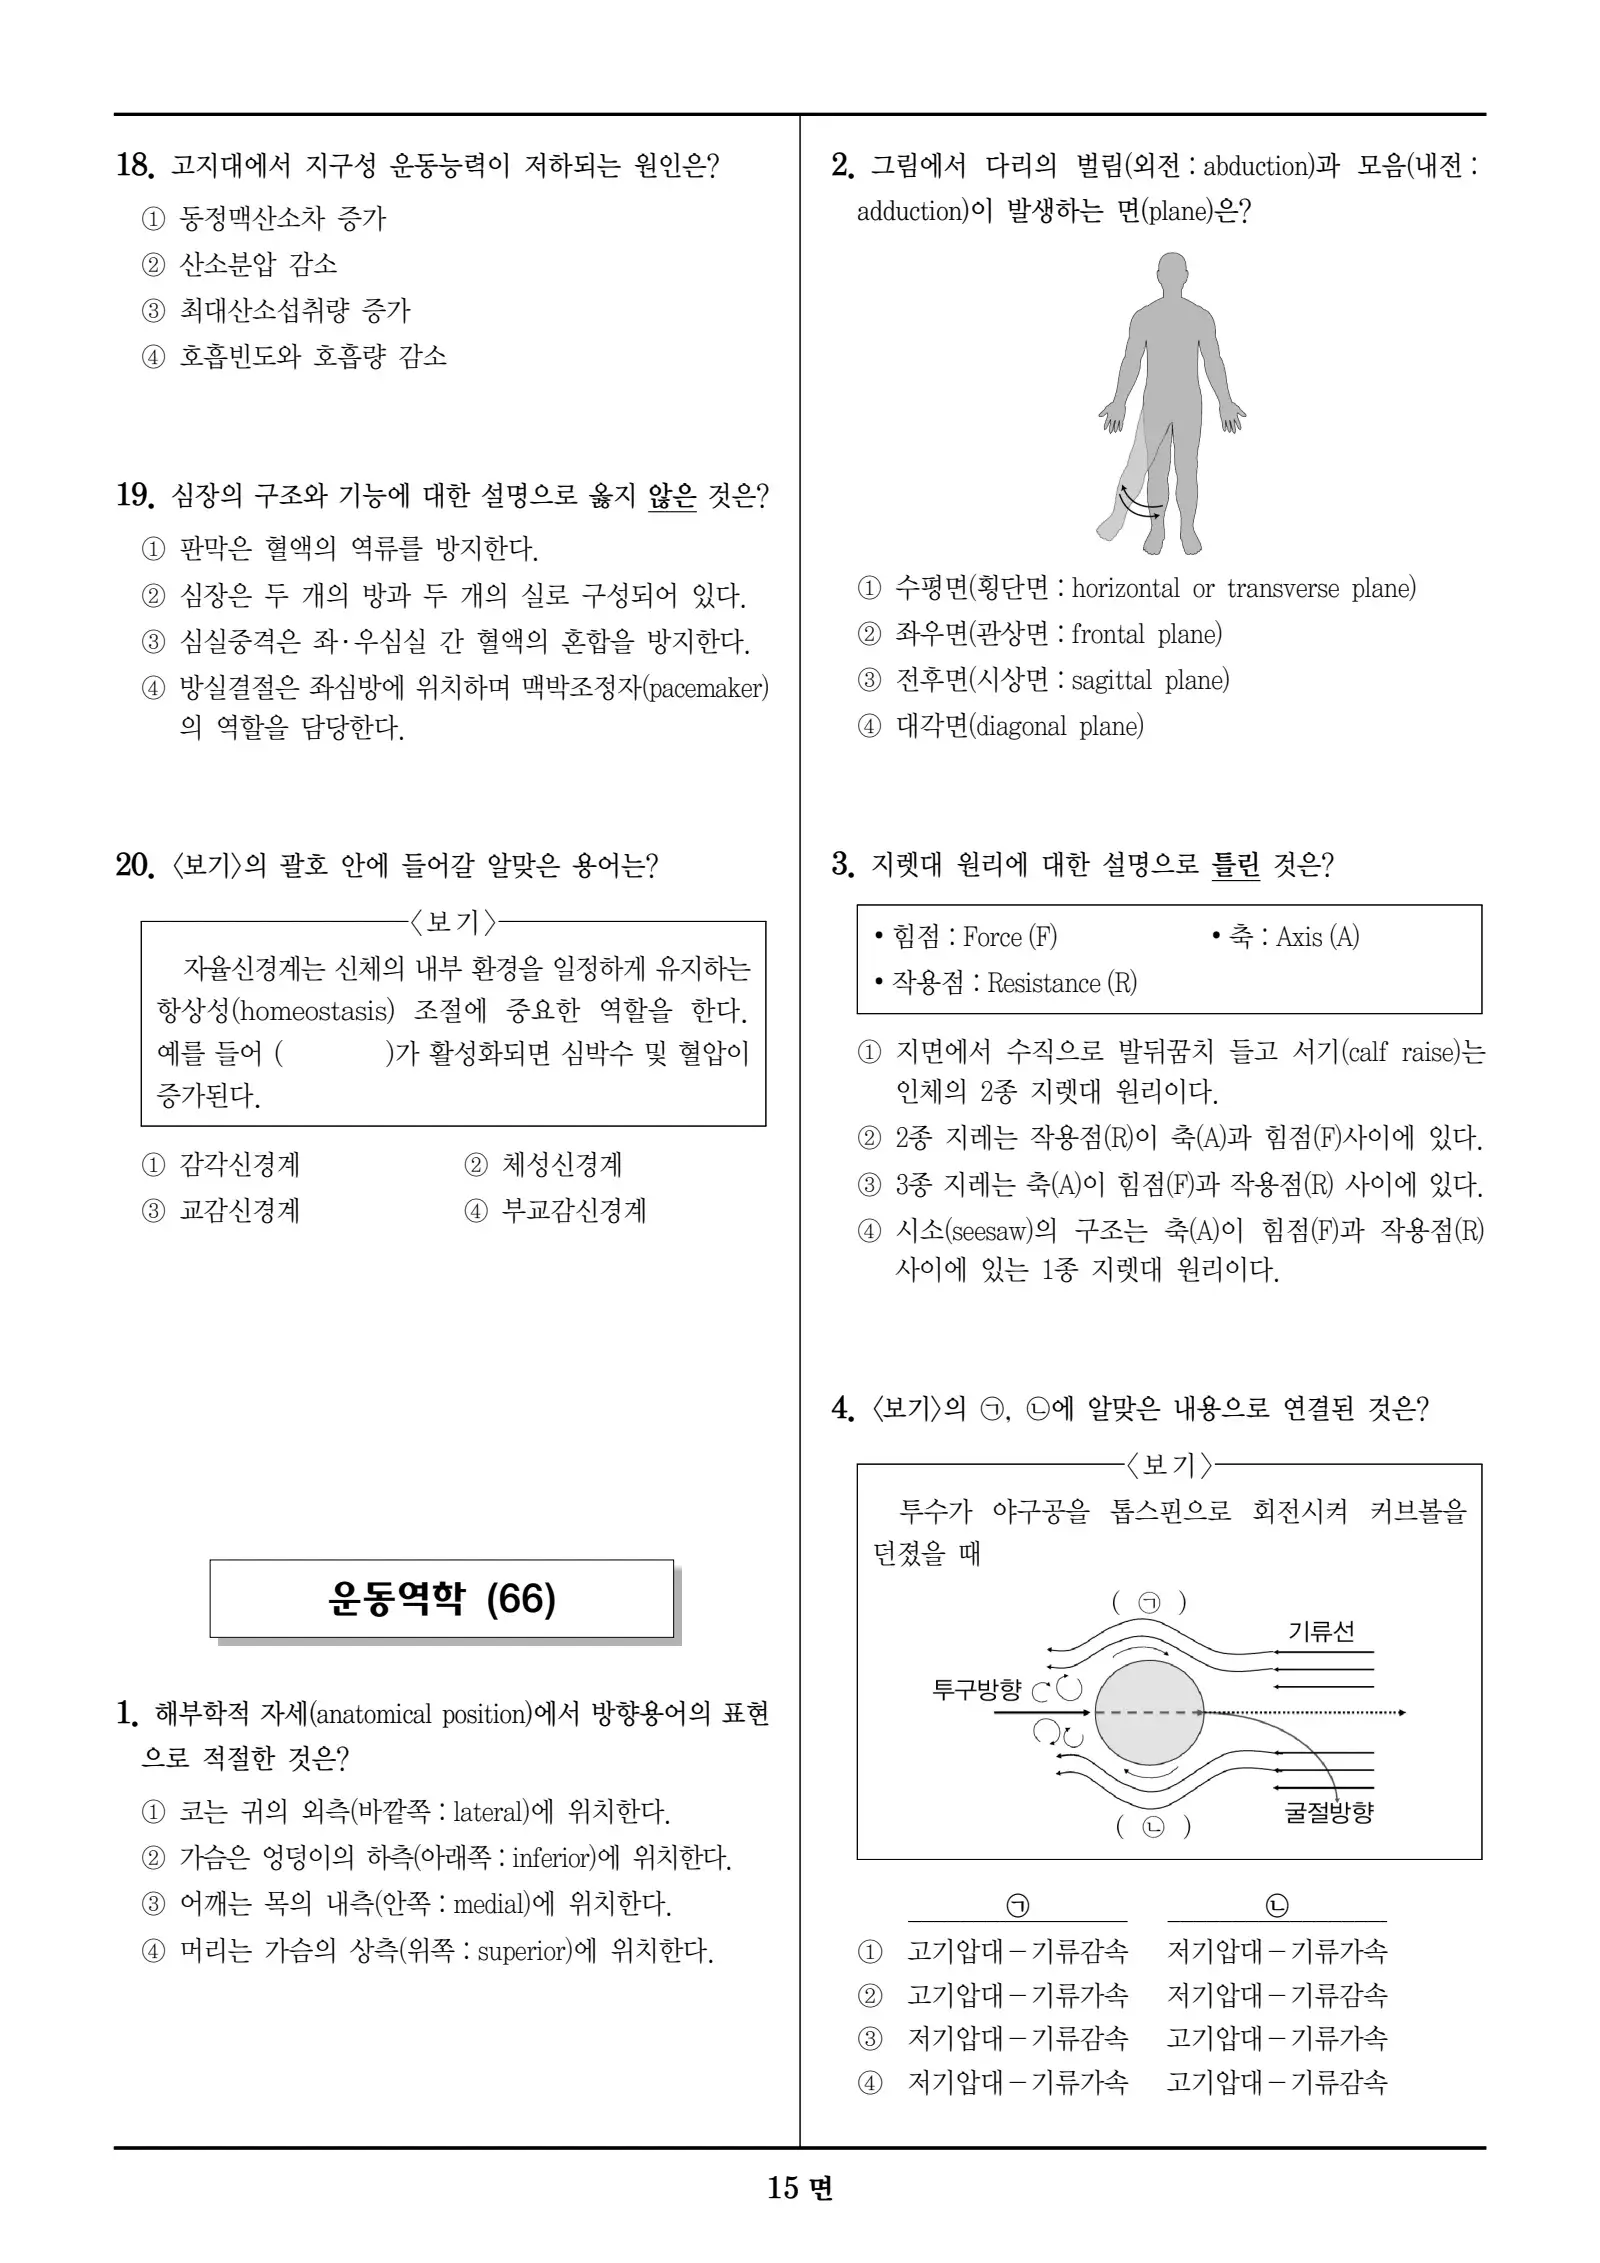 18. 고지대에서 지구성 운동능력이 저하되는 원인은?
① 동정맥산소차 증가
② 산소분압 감소
③ 최대산소섭취량 증가
④ 호흡빈도와 호흡량 감소
19. 심장의 구조와 기능에 대한 설명으로 옳지 않은 것은?
① 판막은 혈액의 역류를 방지한다.
② 심장은 두 개의 방과 두 개의 실로 구성되어 있다.
③ 심실중격은 좌·우심실 간 혈액의 혼합을 방지한다.
④ 방실결절은 좌심방에 위치하며 맥박조정자(pacemaker)
의 역할을 담당한다.
20. 〈보기〉의 괄호 안에 들어갈 알맞은 용어는?
〈보기〉
자율신경계는 신체의 내부 환경을 일정하게 유지하는
항상성(homeostasis) 조절에 중요한 역할을 한다.
예를 들어 (          )가 활성화되면 심박수 및 혈압이
증가된다.
① 감각신경계 ② 체성신경계
③ 교감신경계 ④ 부교감신경계
운동역학 (66)
1. 해부학적 자세(anatomical position)에서 방향용어의 표현
으로 적절한 것은?
① 코는 귀의 외측(바깥쪽 : lateral)에 위치한다.
② 가슴은 엉덩이의 하측(아래쪽 : inferior)에 위치한다.
③ 어깨는 목의 내측(안쪽 : medial)에 위치한다.
④ 머리는 가슴의 상측(위쪽 : superior)에 위치한다.
2. 그림에서 다리의 벌림(외전 : abduction)과 모음(내전 :
adduction)이 발생하는 면(plane)은?
① 수평면(횡단면 : horizontal or transverse plane)
② 좌우면(관상면 : frontal plane)
③ 전후면(시상면 : sagittal plane)
④ 대각면(diagonal plane)
3. 지렛대 원리에 대한 설명으로 틀린 것은?
• 힘점 : Force (F) • 축 : Axis (A)
• 작용점 : Resistance (R)
① 지면에서 수직으로 발뒤꿈치 들고 서기(calf raise)는
인체의 2종 지렛대 원리이다.
② 2종 지레는 작용점(R)이 축(A)과 힘점(F)사이에 있다.
③ 3종 지레는 축(A)이 힘점(F)과 작용점(R) 사이에 있다.
④ 시소(seesaw)의 구조는 축(A)이 힘점(F)과 작용점(R)
사이에 있는 1종 지렛대 원리이다.
4. 〈보기〉의 ㉠, ㉡에 알맞은 내용으로 연결된 것은?
〈보기〉
투수가 야구공을 톱스핀으로 회전시켜 커브볼을
던졌을 때
( ㉠ )
기류선
투구방향
굴절방향
( ㉡ )
㉠ ㉡
① 고기압대－기류감속 저기압대－기류가속
② 고기압대－기류가속 저기압대－기류감속
③ 저기압대－기류감속 고기압대－기류가속
④ 저기압대－기류가속 고기압대－기류감속
15 면